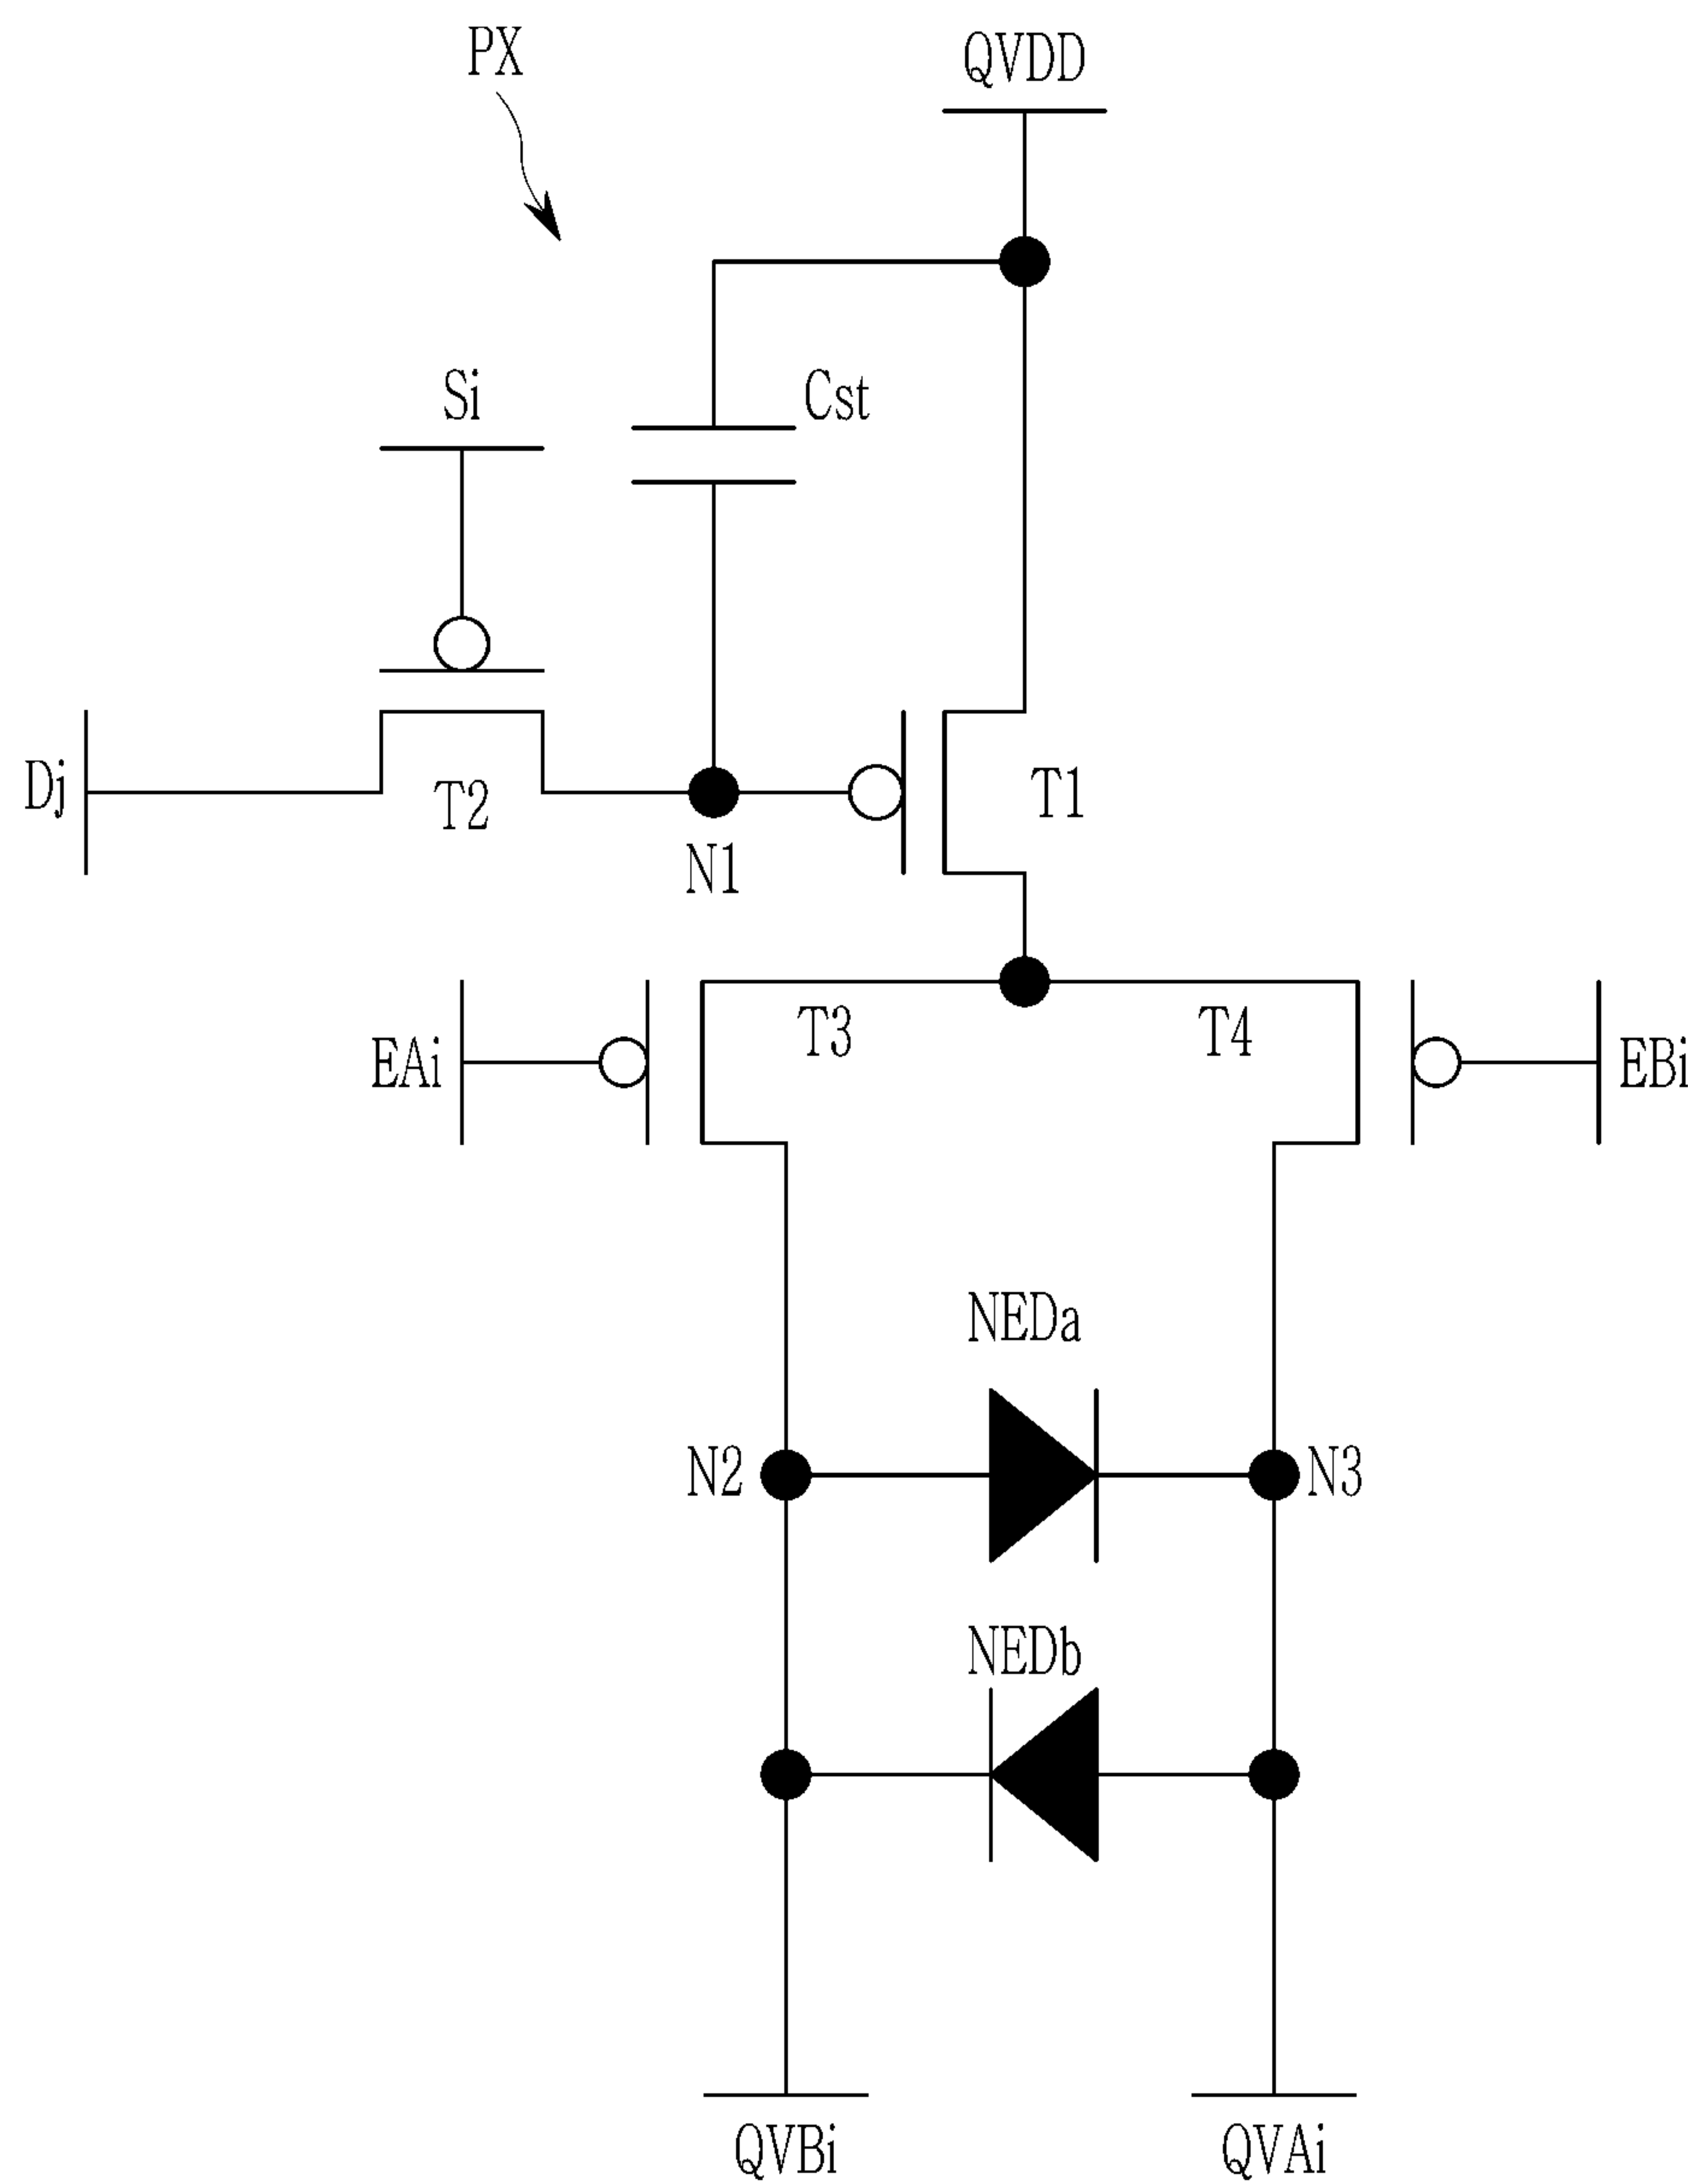 PX
QVDD
Si
Cst
Dj
T2
T1
N1
T3
T4
EAi
EBi
NEDa
N2
N3
NEDb
QVBi
QVAi